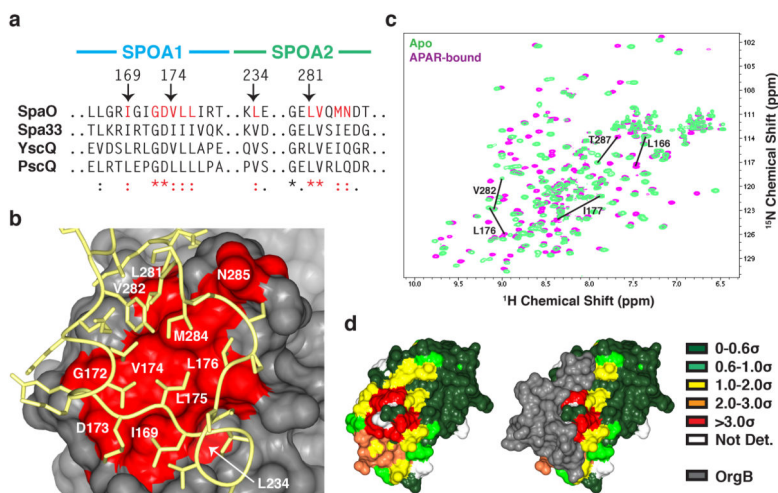 a
SPOA1 SPOA2
169 174 234 281
SpaO ..LLGRIGIGDVLLIRT..KLE..GELVQMNDT..
Spa33 ..TLKRIRTGDIIIVKT..KVD..GELVSIEDG..
YscQ ..EVDSLRLGDVLLAPE..QVS..GRLVEIQGR..
PscQ ..ELRTLEPGDLLLLPA..PVS..GELVRLQDR..
: : **::: :. *. ** ::.
b
L281
V282
N285
M284
G172
V174
L176
L175
D173
I169
L234
c
Apo
APAR-bound
T287
L166
V282
I177
L176
102
105
108
111
114
117
120
123
126
129
¹⁵N Chemical Shift (ppm)
9.5 9.0 8.5 8.0 7.5 7.0 6.5
¹H Chemical Shift (ppm)
d
0-0.6σ
0.6-1.0σ
1.0-2.0σ
2.0-3.0σ
>3.0σ
Not Det.
OrgB